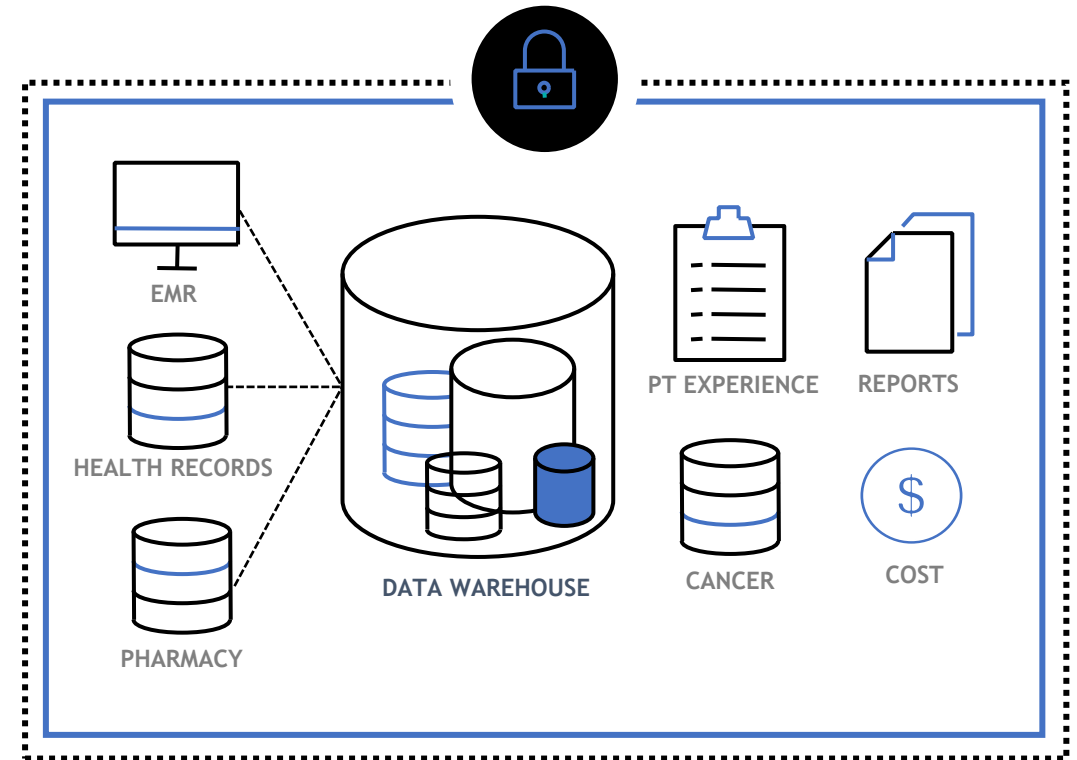 EMR
HEALTH RECORDS
PHARMACY
DATA WAREHOUSE
PT EXPERIENCE
REPORTS
CANCER
$
COST